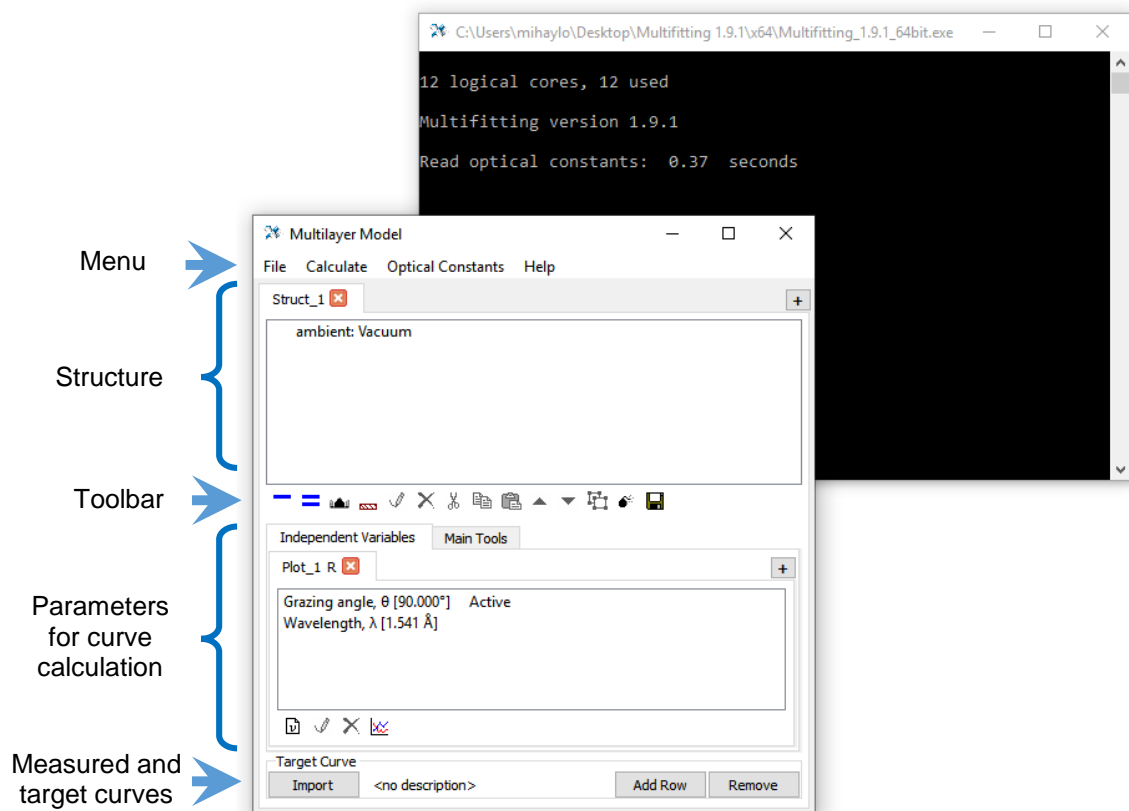 C:\Users\mihaylo\Desktop\Multifitting 1.9.1\x64\Multifitting_1.9.1_64bit.exe
12 logical cores, 12 used
Multifitting version 1.9.1
Read optical constants:  0.37  seconds
Multilayer Model
Menu
File Calculate Optical Constants Help
Struct_1
+
ambient: Vacuum
Structure
Toolbar
Independent Variables Main Tools
Plot_1 R
+
Parameters
for curve
calculation
Grazing angle, θ [90.000°] Active
Wavelength, λ [1.541 Å]
Measured and
target curves
Target Curve
Import <no description> Add Row Remove